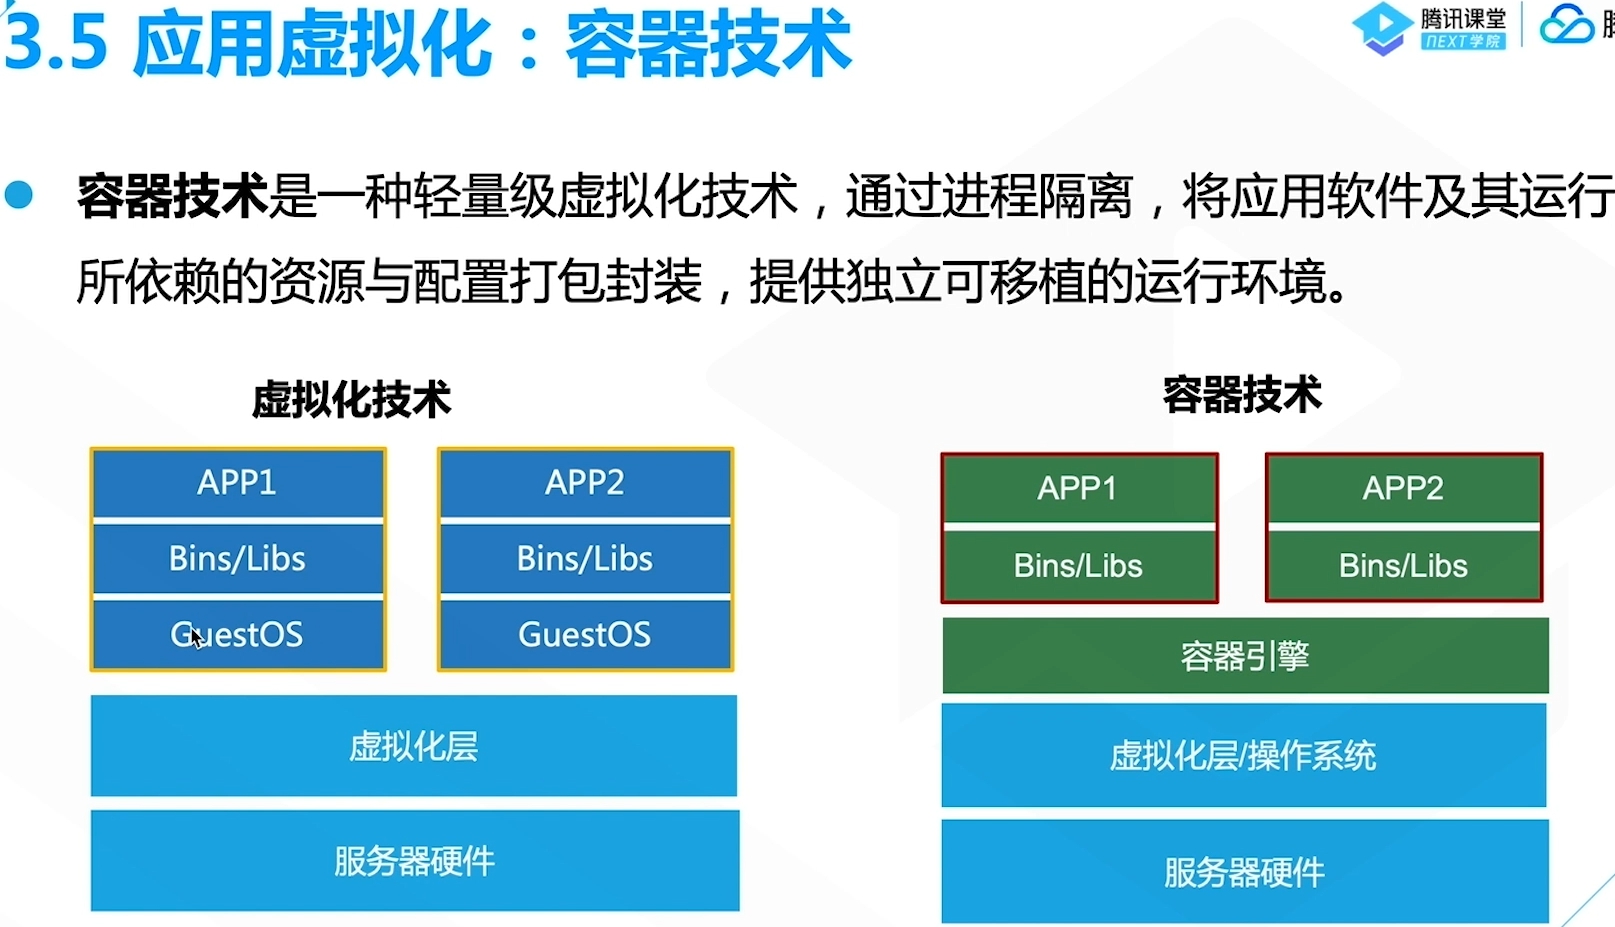 3.5 应用虚拟化：容器技术
腾讯课堂
NEXT学院
容器技术是一种轻量级虚拟化技术，通过进程隔离，将应用软件及其运行
所依赖的资源与配置打包封装，提供独立可移植的运行环境。
虚拟化技术
APP1
APP2
Bins/Libs
Bins/Libs
GuestOS
GuestOS
虚拟化层
服务器硬件
容器技术
APP1
APP2
Bins/Libs
Bins/Libs
容器引擎
虚拟化层/操作系统
服务器硬件